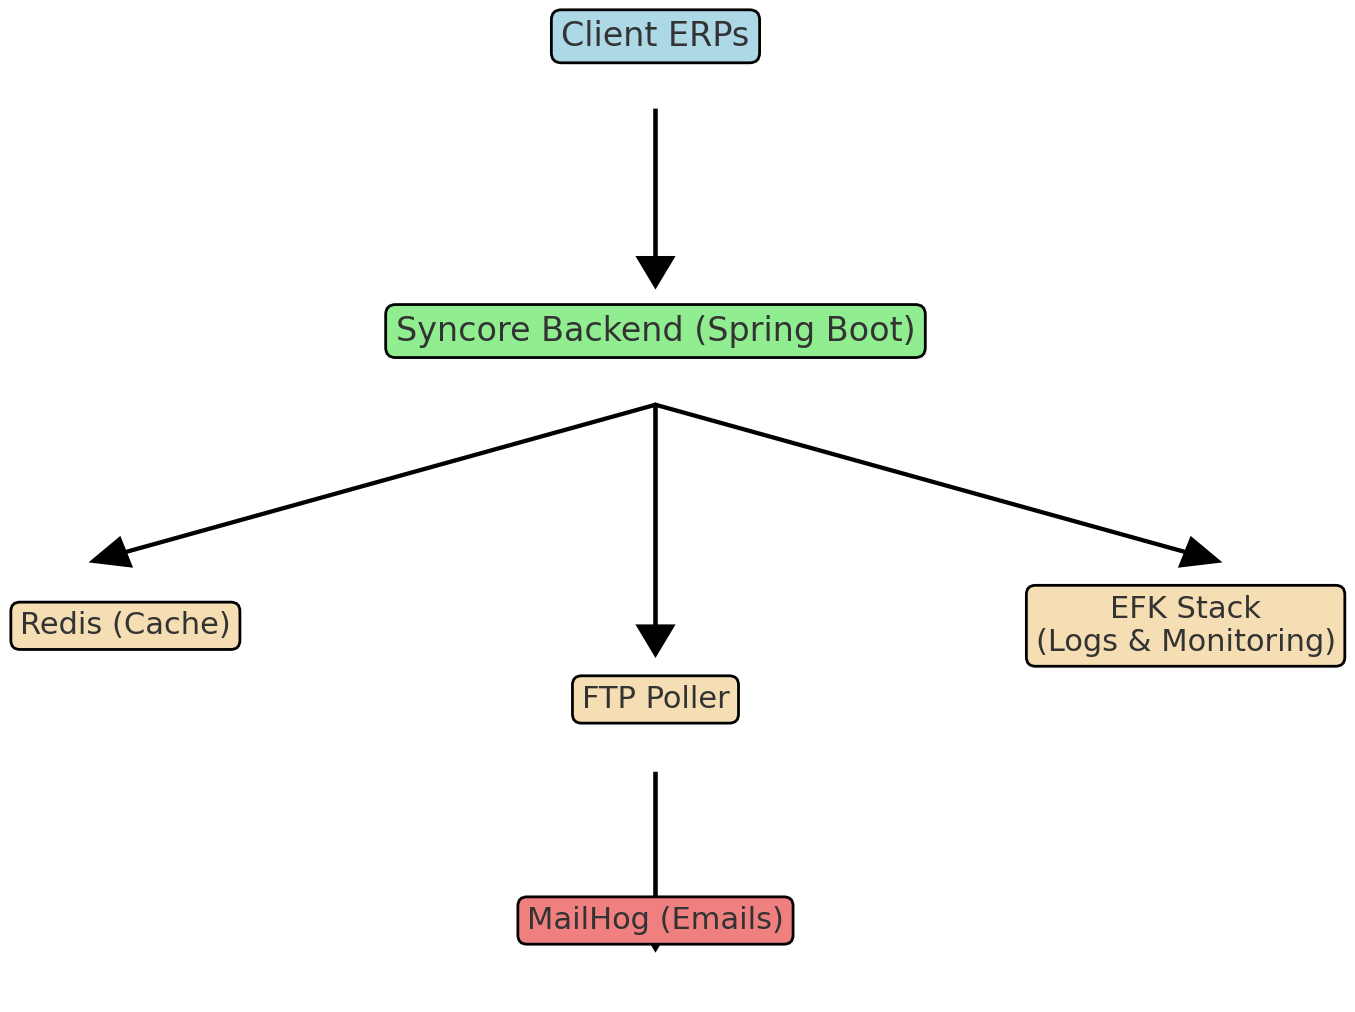 Client ERPs
Syncore Backend (Spring Boot)
Redis (Cache)
EFK Stack
(Logs & Monitoring)
FTP Poller
MailHog (Emails)